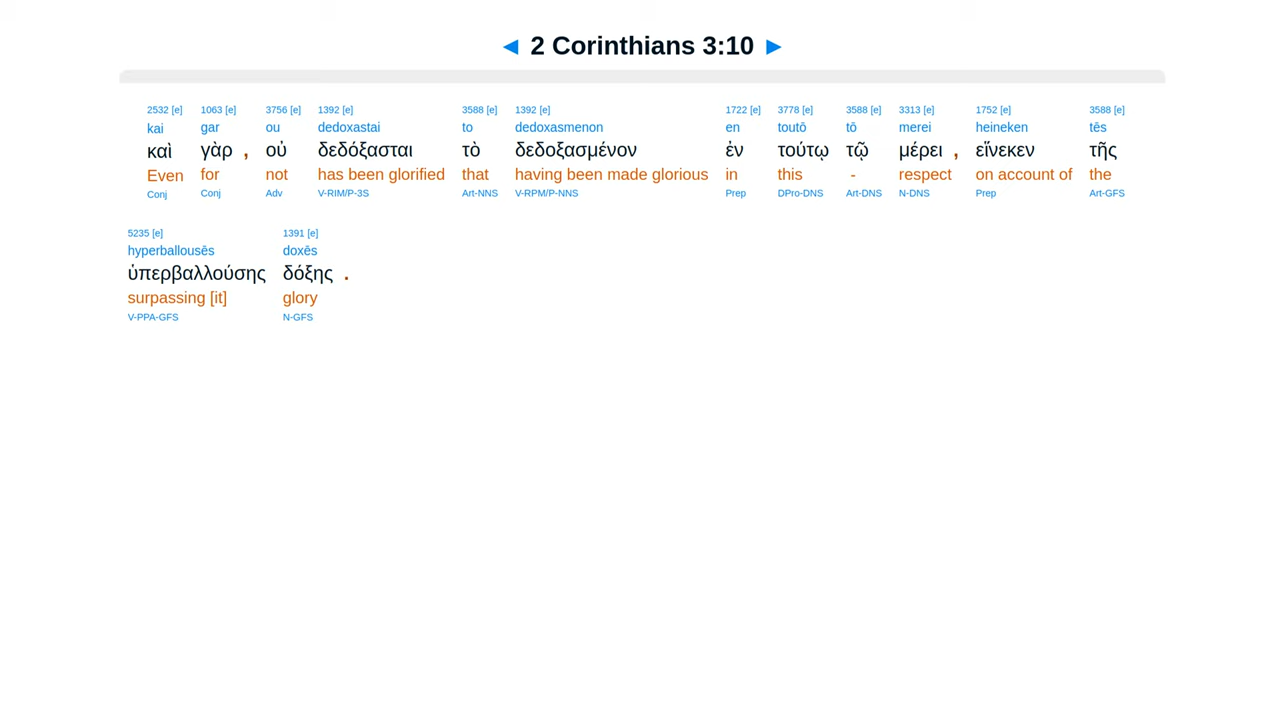 ◄ 2 Corinthians 3:10 ►
2532 [e] 1063 [e] 3756 [e] 1392 [e] 3588 [e] 1392 [e] 1722 [e] 3778 [e] 3588 [e] 3313 [e] 1752 [e] 3588 [e]
kai gar ou dedoxastai to dedoxasmenon en toutō tō merei heineken tēs
καὶ γὰρ , οὐ δεδόξασται τὸ δεδοξασμένον ἐν τούτῳ τῷ μέρει , εἵνεκεν τῆς
Even for not has been glorified that having been made glorious in this - respect on account of the
Conj Conj Adv V-RIM/P-3S Art-NNS V-RPM/P-NNS Prep DPro-DNS Art-DNS N-DNS Prep Art-GFS
5235 [e] 1391 [e]
hyperballousēs doxēs
ὑπερβαλλούσης δόξης .
surpassing [it] glory
V-PPA-GFS N-GFS